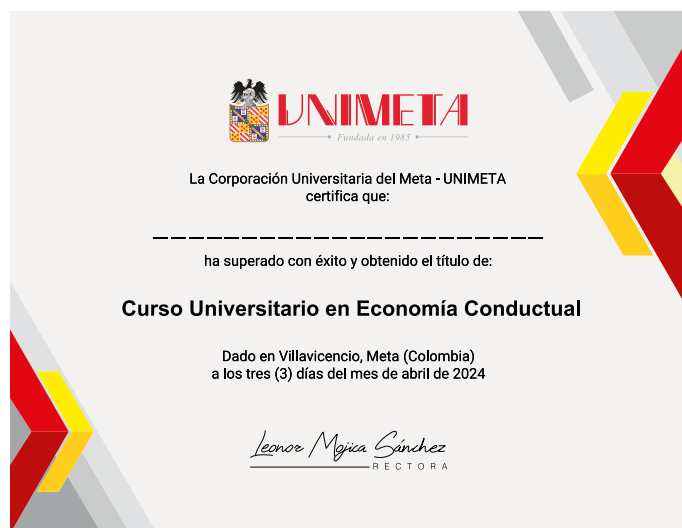 UNIMETA
Fundada en 1985
La Corporación Universitaria del Meta - UNIMETA
certifica que:
ha superado con éxito y obtenido el título de:
Curso Universitario en Economía Conductual
Dado en Villavicencio, Meta (Colombia)
a los tres (3) días del mes de abril de 2024
Leonor Mojica Sánchez
RECTORA